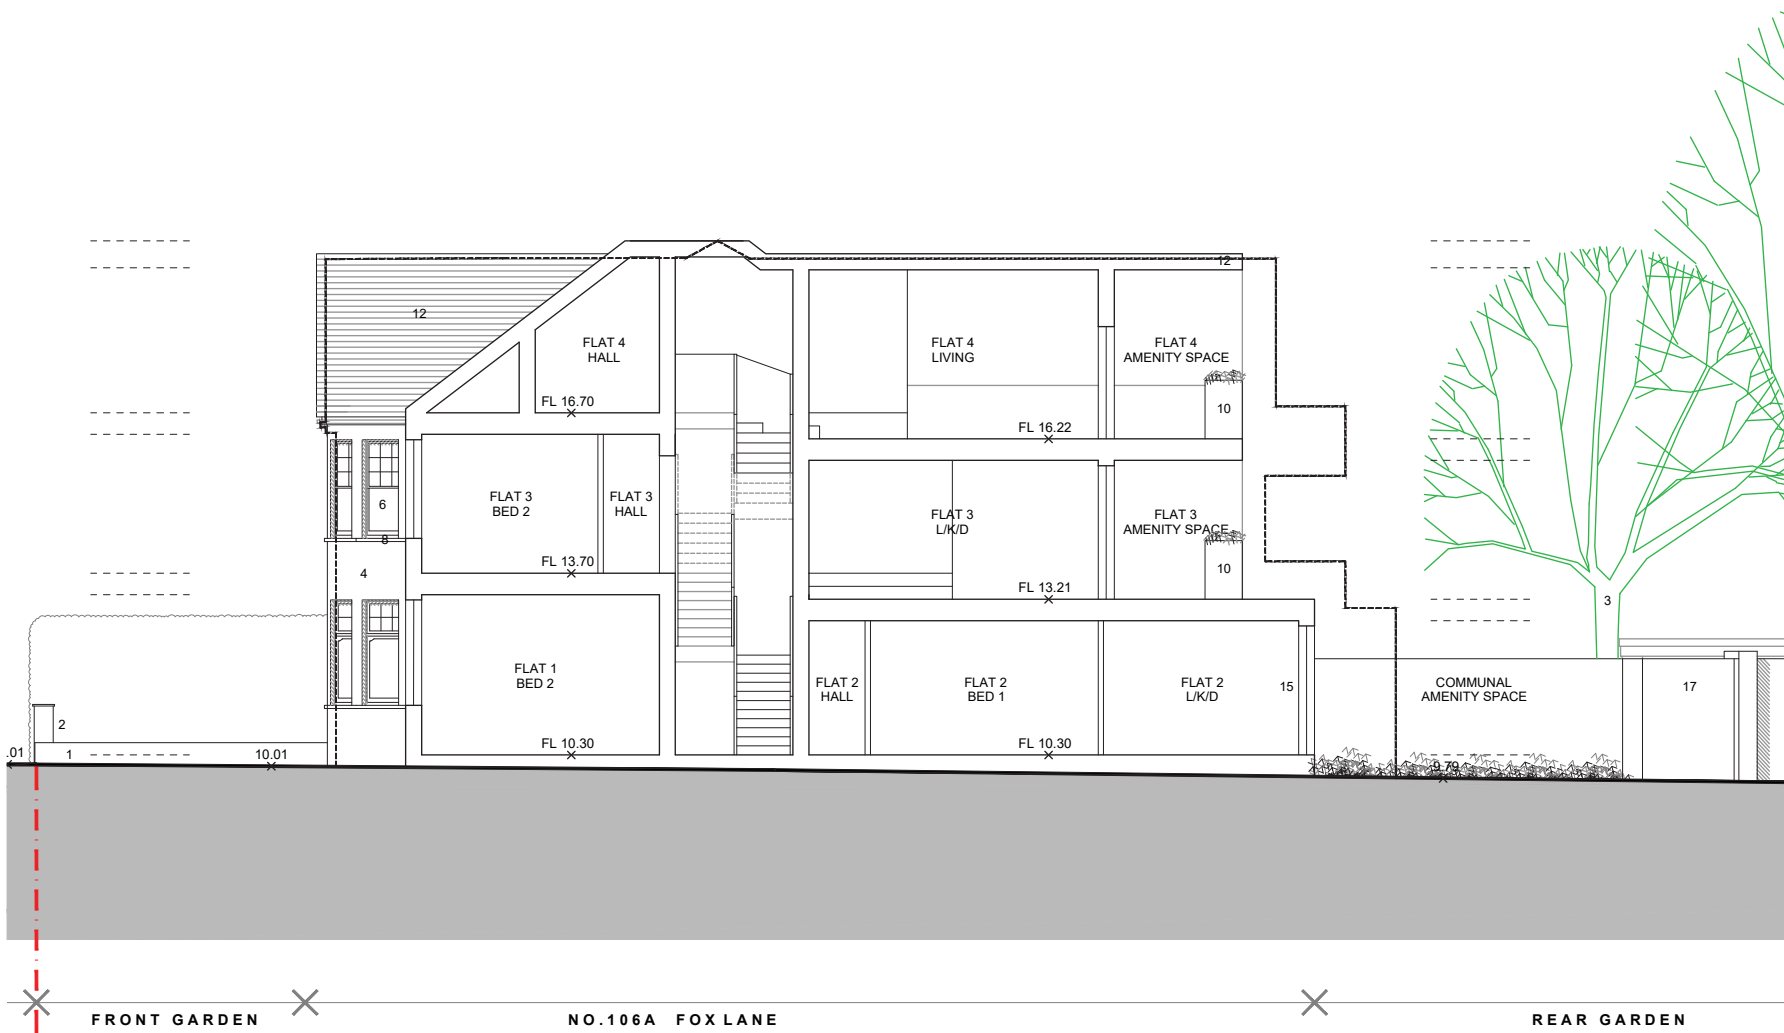 12
12
FLAT 4
HALL
FLAT 4
LIVING
FLAT 4
AMENITY SPACE
FL 16.70
10
FL 16.22
6
FLAT 3
BED 2
FLAT 3
HALL
FLAT 3
L/K/D
FLAT 3
AMENITY SPACE
8
4
FL 13.70
10
FL 13.21
3
FLAT 1
BED 2
FLAT 2
HALL
FLAT 2
BED 1
FLAT 2
L/K/D
15
COMMUNAL
AMENITY SPACE
17
2
.01
1
10.01
FL 10.30
FL 10.30
9.79
FRONT GARDEN
NO.106A FOX LANE
REAR GARDEN